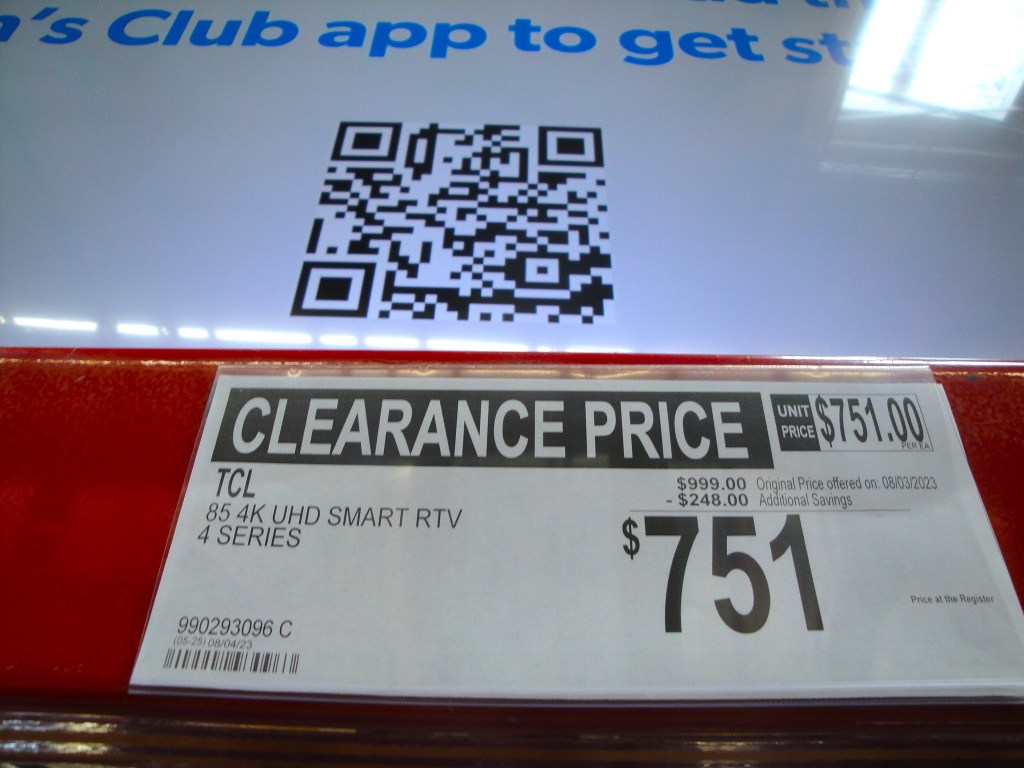 's Club app to get
CLEARANCE PRICE
UNIT
PRICE
$751.00
PER EA
TCL
85 4K UHD SMART RTV
4 SERIES
$999.00 Original Price offered on: 08/03/2023
- $248.00 Additional Savings
$751
Price at the Register
990293096 C
(05-25) 08/04/23